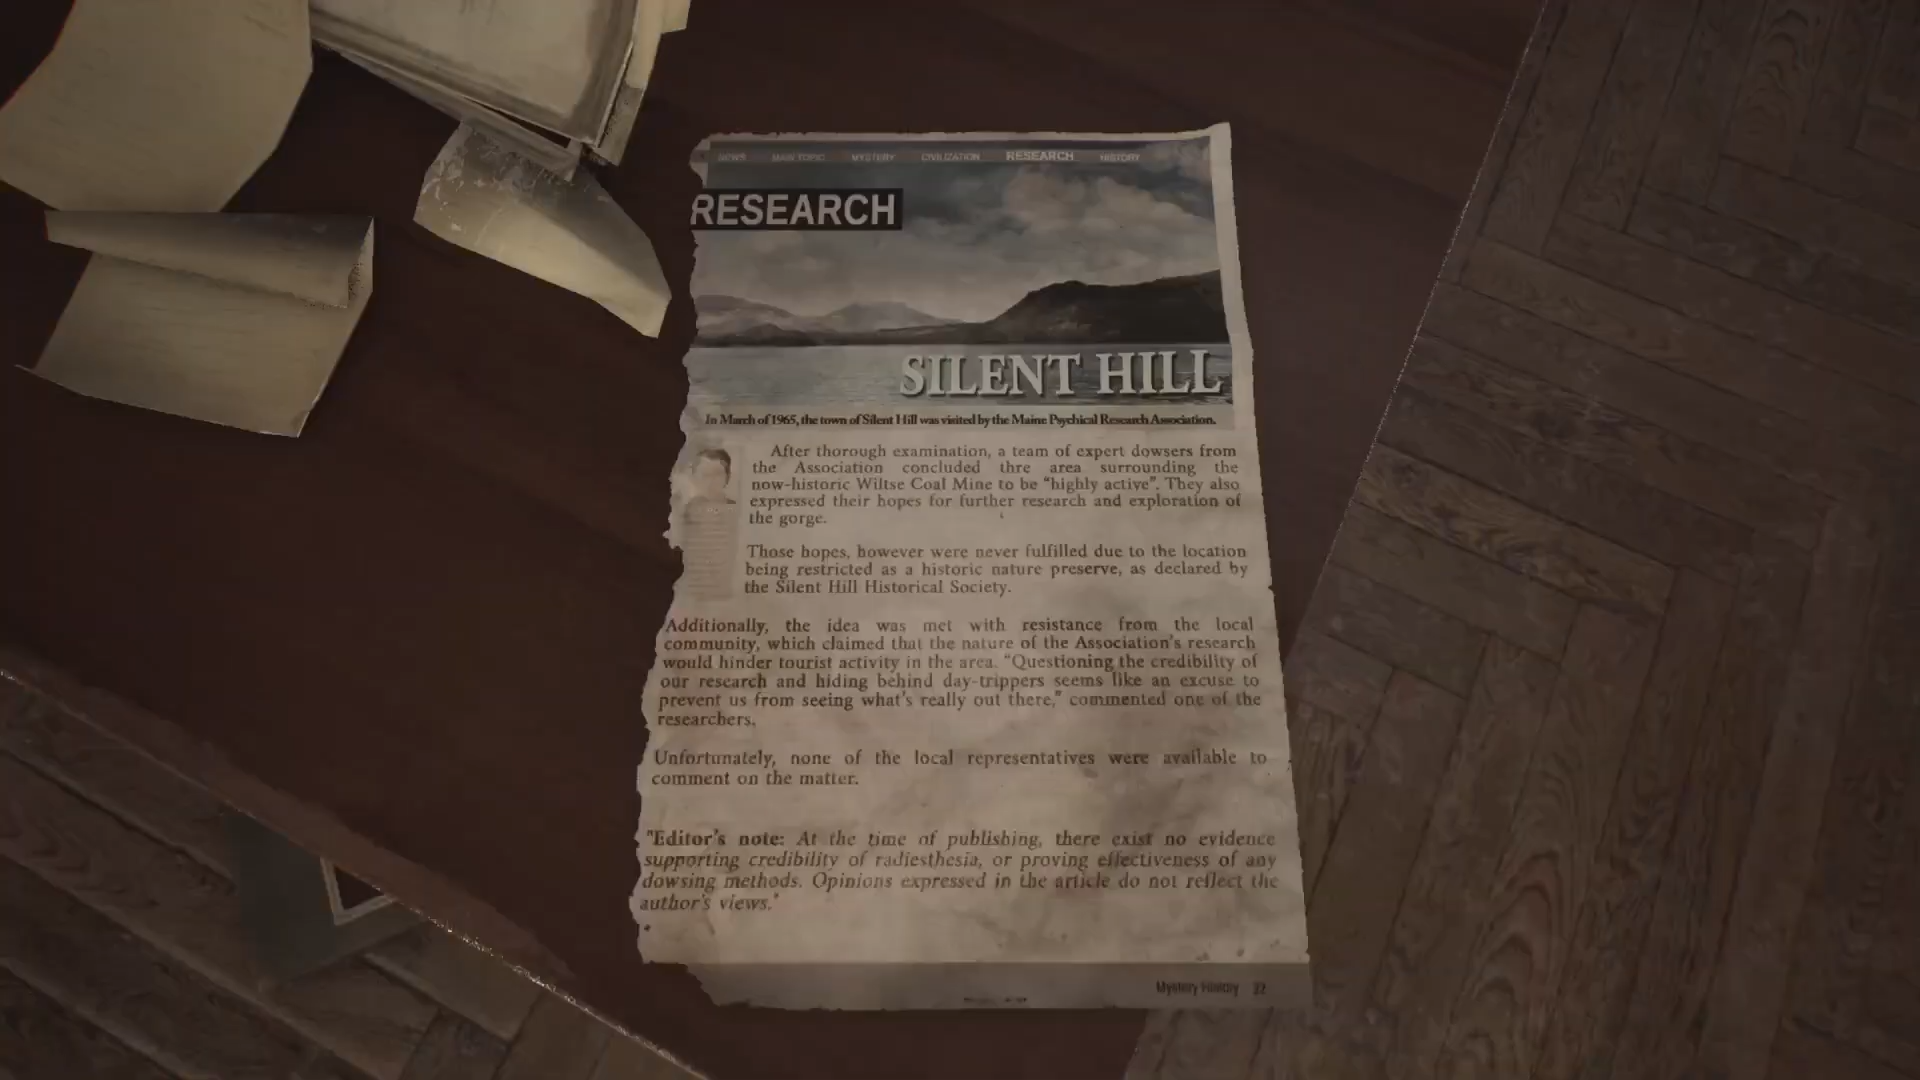 NEWS MAIN TOPIC MYSTERY CIVILIZATION RESEARCH HISTORY
RESEARCH
SILENT HILL
In March of 1965, the town of Silent Hill was visited by the Maine Psychical Research Association.
After thorough examination, a team of expert dowsers from
the Association concluded thre area surrounding the
now-historic Wiltse Coal Mine to be "highly active". They also
expressed their hopes for further research and exploration of
the gorge.
Those hopes, however were never fulfilled due to the location
being restricted as a historic nature preserve, as declared by
the Silent Hill Historical Society.
Additionally, the idea was met with resistance from the local
community, which claimed that the nature of the Association's research
would hinder tourist activity in the area. "Questioning the credibility of
our research and hiding behind day-trippers seems like an excuse to
prevent us from seeing what's really out there," commented one of the
researchers.
Unfortunately, none of the local representatives were available to
comment on the matter.
"Editor's note: At the time of publishing, there exist no evidence
supporting credibility of radiesthesia, or proving effectiveness of any
dowsing methods. Opinions expressed in the article do not reflect the
author's views."
Mystery